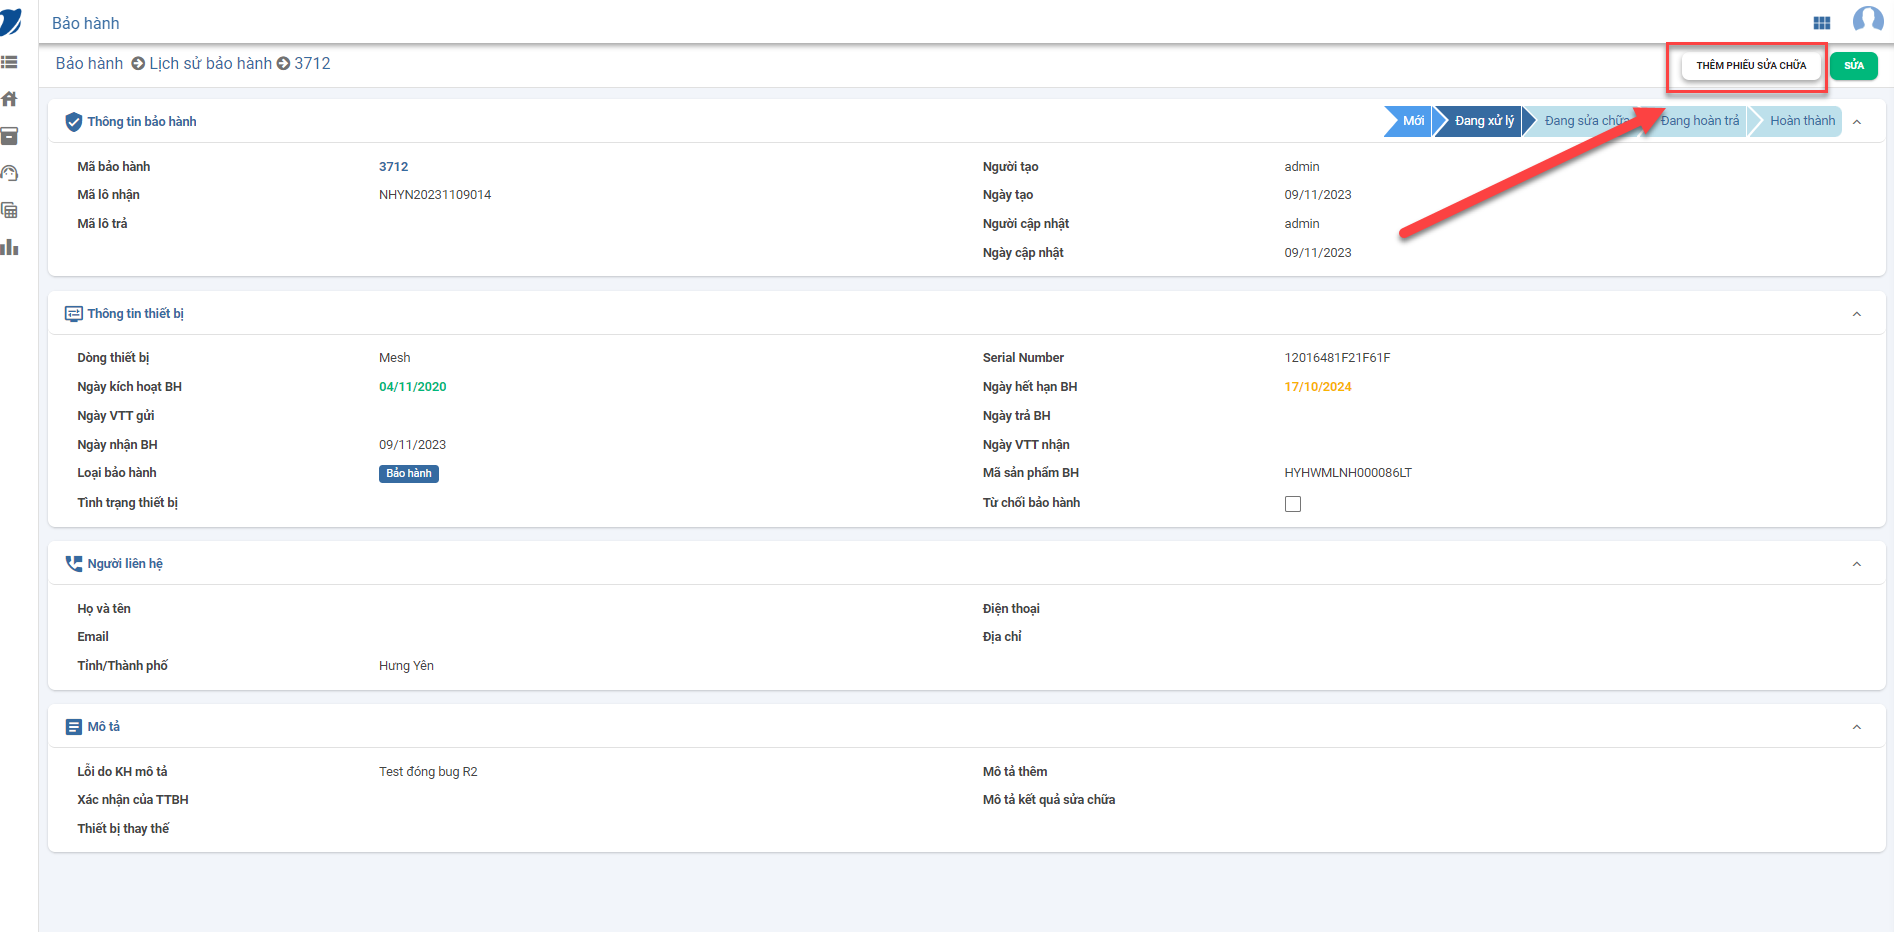 Bảo hành
Bảo hành Lịch sử bảo hành 3712
THÊM PHIẾU SỬA CHỮA SỬA
Thông tin bảo hành
Mới Đang xử lý Đang sửa chữa Đang hoàn trả Hoàn thành
Mã bảo hành 3712 Người tạo admin
Mã lô nhận NHYN20231109014 Ngày tạo 09/11/2023
Mã lô trả Người cập nhật admin
Ngày cập nhật 09/11/2023
Thông tin thiết bị
Dòng thiết bị Mesh Serial Number 12016481F21F61F
Ngày kích hoạt BH 04/11/2020 Ngày hết hạn BH 17/10/2024
Ngày VTT gửi Ngày trả BH
Ngày nhận BH 09/11/2023 Ngày VTT nhận
Loại bảo hành Bảo hành Mã sản phẩm BH HYHWMLNH000086LT
Tình trạng thiết bị Từ chối bảo hành
Người liên hệ
Họ và tên Điện thoại
Email Địa chỉ
Tỉnh/Thành phố Hưng Yên
Mô tả
Lỗi do KH mô tả Test đóng bug R2 Mô tả thêm
Xác nhận của TTBH Mô tả kết quả sửa chữa
Thiết bị thay thế